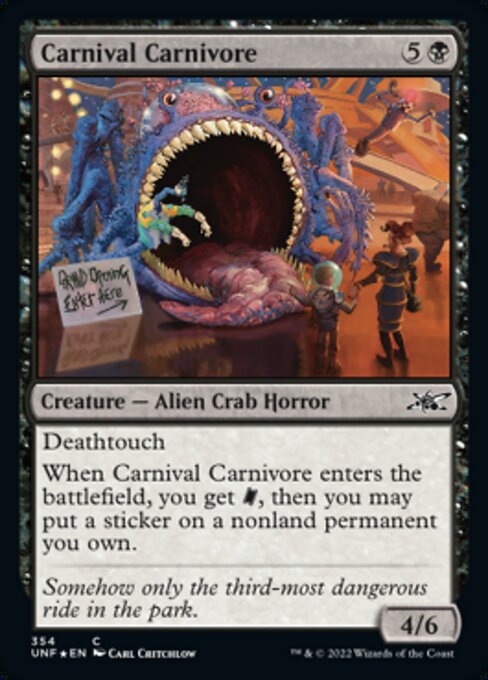 Carnival Carnivore 5
GRAND OPENING
ENTER HERE
Creature — Alien Crab Horror
Deathtouch
When Carnival Carnivore enters the
battlefield, you get , then you may
put a sticker on a nonland permanent
you own.
Somehow only the third-most dangerous
ride in the park.
4/6
354 C
UNF★EN CARL CRITCHLOW
™ & © 2022 Wizards of the Coast